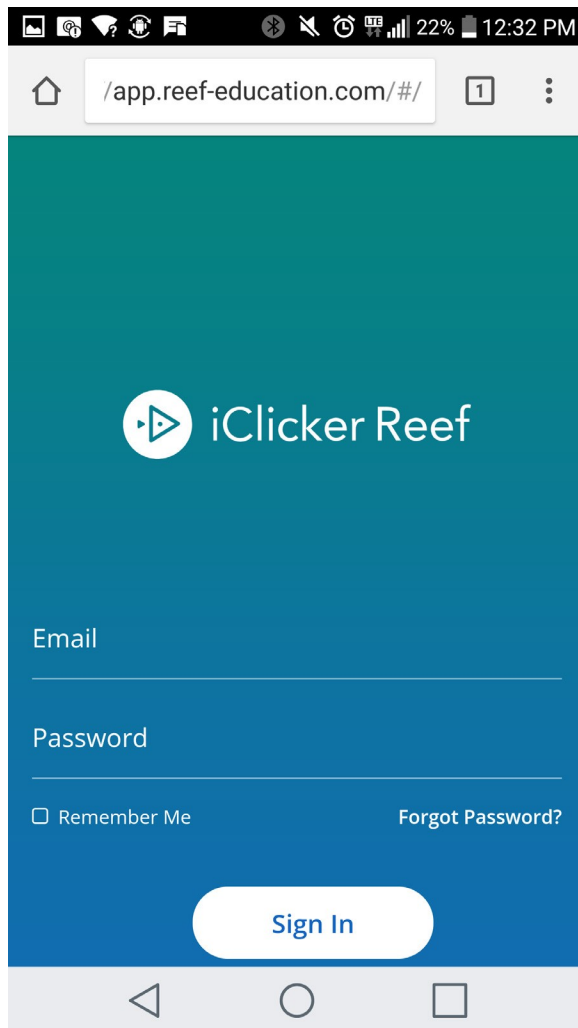 LTE 22% 12:32 PM
/app.reef-education.com/#/ 1
iClicker Reef
Email
Password
Remember Me Forgot Password?
Sign In